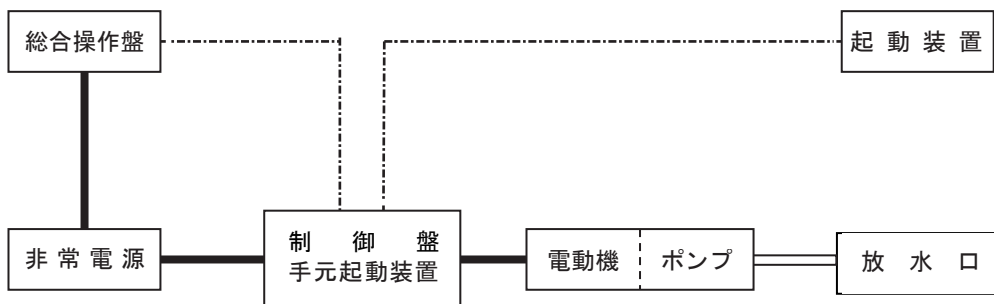 総合操作盤
起動装置
非常電源
制御盤
手元起動装置
電動機
ポンプ
放水口